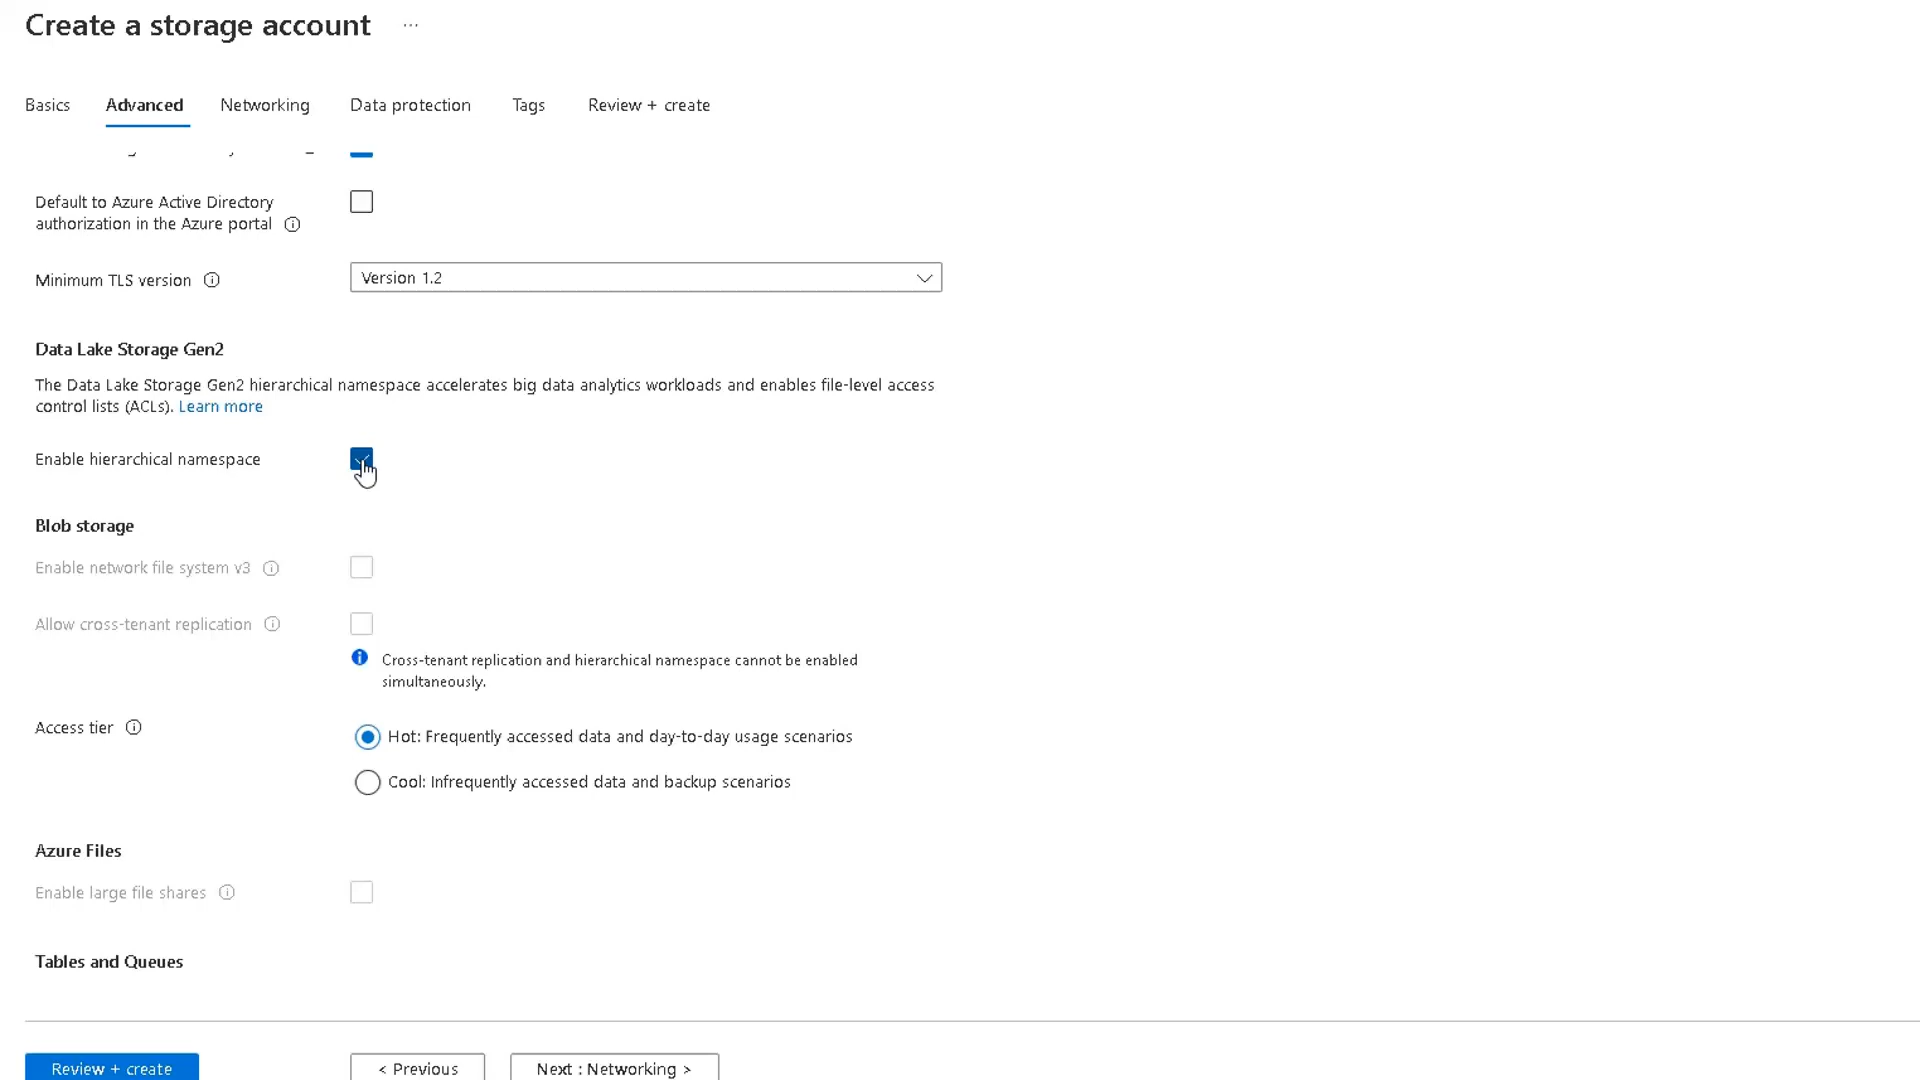 Create a storage account ...
Basics Advanced Networking Data protection Tags Review + create
Default to Azure Active Directory
authorization in the Azure portal
Minimum TLS version
Version 1.2
Data Lake Storage Gen2
The Data Lake Storage Gen2 hierarchical namespace accelerates big data analytics workloads and enables file-level access
control lists (ACLs). Learn more
Enable hierarchical namespace
Blob storage
Enable network file system v3
Allow cross-tenant replication
Cross-tenant replication and hierarchical namespace cannot be enabled
simultaneously.
Access tier
Hot: Frequently accessed data and day-to-day usage scenarios
Cool: Infrequently accessed data and backup scenarios
Azure Files
Enable large file shares
Tables and Queues
Review + create
< Previous
Next : Networking >